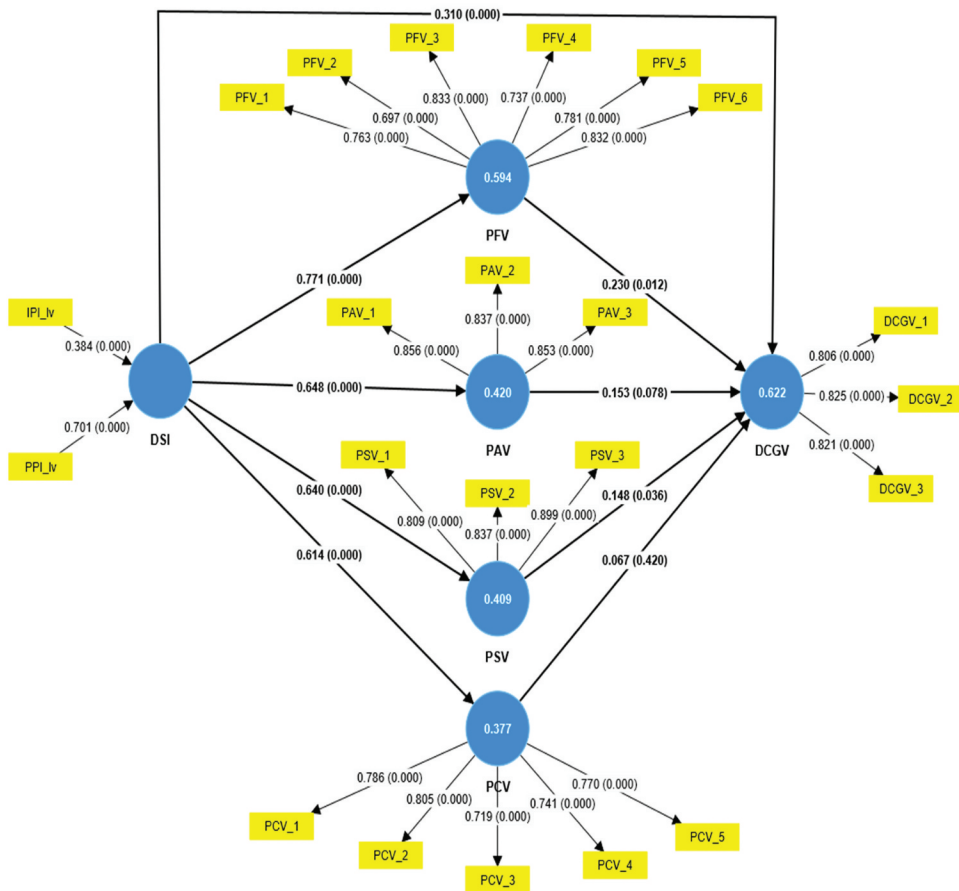 0.310 (0.000)
PFV_3
PFV_4
PFV_2
PFV_5
PFV_1
PFV_6
0.833 (0.000)
0.737 (0.000)
0.697 (0.000)
0.781 (0.000)
0.763 (0.000)
0.832 (0.000)
0.594
PFV
0.771 (0.000)
0.230 (0.012)
PAV_2
PAV_1
PAV_3
IPI_lv
0.384 (0.000)
0.837 (0.000)
0.856 (0.000)
0.853 (0.000)
DCGV_1
0.806 (0.000)
0.648 (0.000)
0.420
0.153 (0.078)
0.622
0.825 (0.000)
DCGV_2
0.701 (0.000)
DSI
PAV
DCGV
0.821 (0.000)
PPI_lv
PSV_1
PSV_3
PSV_2
DCGV_3
0.640 (0.000)
0.148 (0.036)
0.809 (0.000)
0.837 (0.000)
0.899 (0.000)
0.614 (0.000)
0.067 (0.420)
0.409
PSV
0.377
PCV
0.786 (0.000)
0.805 (0.000)
0.719 (0.000)
0.741 (0.000)
0.770 (0.000)
PCV_1
PCV_2
PCV_3
PCV_4
PCV_5